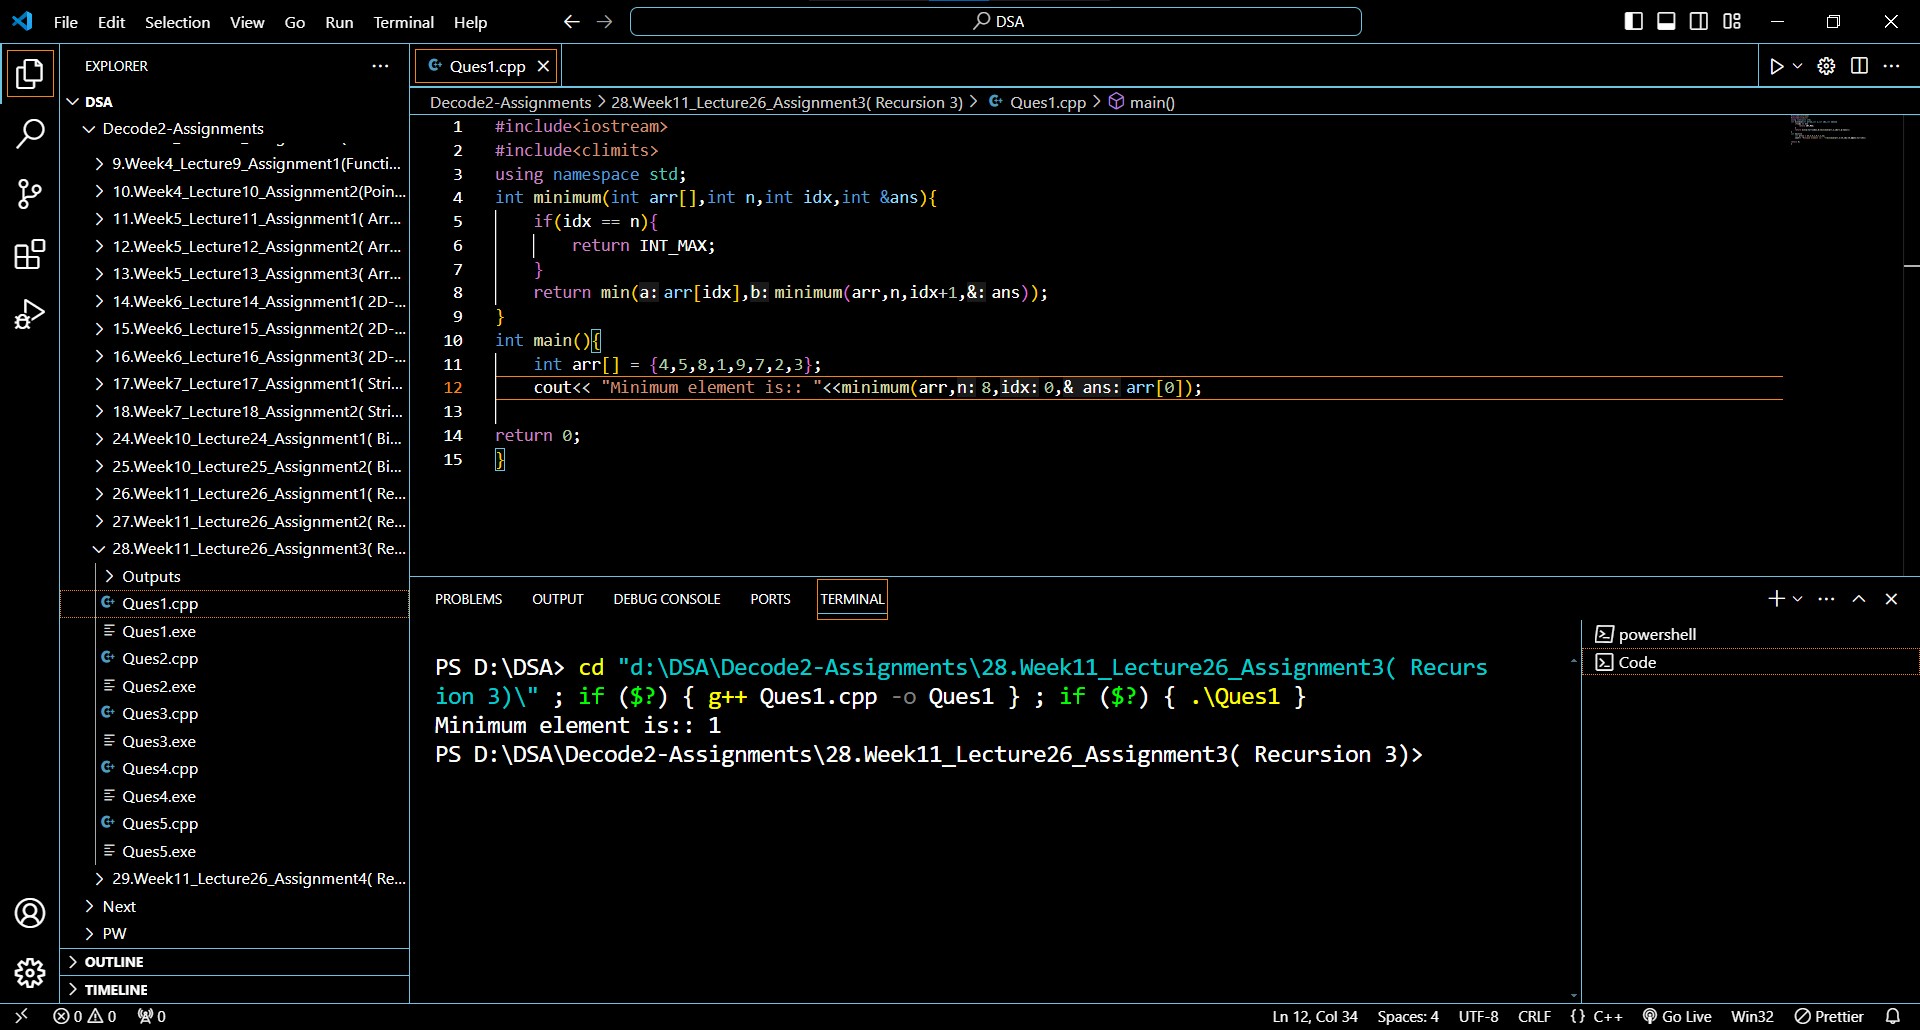 File Edit Selection View Go Run Terminal Help
DSA
EXPLORER
DSA
Decode2-Assignments
9.Week4_Lecture9_Assignment1(Functi...
10.Week4_Lecture10_Assignment2(Poin...
11.Week5_Lecture11_Assignment1( Arr...
12.Week5_Lecture12_Assignment2( Arr...
13.Week5_Lecture13_Assignment3( Arr...
14.Week6_Lecture14_Assignment1( 2D-...
15.Week6_Lecture15_Assignment2( 2D-...
16.Week6_Lecture16_Assignment3( 2D-...
17.Week7_Lecture17_Assignment1( Stri...
18.Week7_Lecture18_Assignment2( Stri...
24.Week10_Lecture24_Assignment1( Bi...
25.Week10_Lecture25_Assignment2( Bi...
26.Week11_Lecture26_Assignment1( Re...
27.Week11_Lecture26_Assignment2( Re...
28.Week11_Lecture26_Assignment3( Re...
Outputs
Ques1.cpp
Ques1.exe
Ques2.cpp
Ques2.exe
Ques3.cpp
Ques3.exe
Ques4.cpp
Ques4.exe
Ques5.cpp
Ques5.exe
29.Week11_Lecture26_Assignment4( Re...
Next
PW
OUTLINE
TIMELINE
Ques1.cpp
Decode2-Assignments > 28.Week11_Lecture26_Assignment3( Recursion 3) > Ques1.cpp > main()
1 #include<iostream>
2 #include<climits>
3 using namespace std;
4 int minimum(int arr[],int n,int idx,int &ans){
5 if(idx == n){
6 return INT_MAX;
7 }
8 return min(a: arr[idx],b: minimum(arr,n,idx+1,&: ans));
9 }
10 int main(){
11 int arr[] = {4,5,8,1,9,7,2,3};
12 cout<< "Minimum element is:: "<<minimum(arr,n: 8,idx: 0,& ans: arr[0]);
13
14 return 0;
15 }
PROBLEMS OUTPUT DEBUG CONSOLE PORTS TERMINAL
PS D:\DSA> cd "d:\DSA\Decode2-Assignments\28.Week11_Lecture26_Assignment3( Recurs
ion 3)\" ; if ($?) { g++ Ques1.cpp -o Ques1 } ; if ($?) { .\Ques1 }
Minimum element is:: 1
PS D:\DSA\Decode2-Assignments\28.Week11_Lecture26_Assignment3( Recursion 3)>
powershell
Code
0 0 0 Ln 12, Col 34 Spaces: 4 UTF-8 CRLF {} C++ Go Live Win32 Prettier